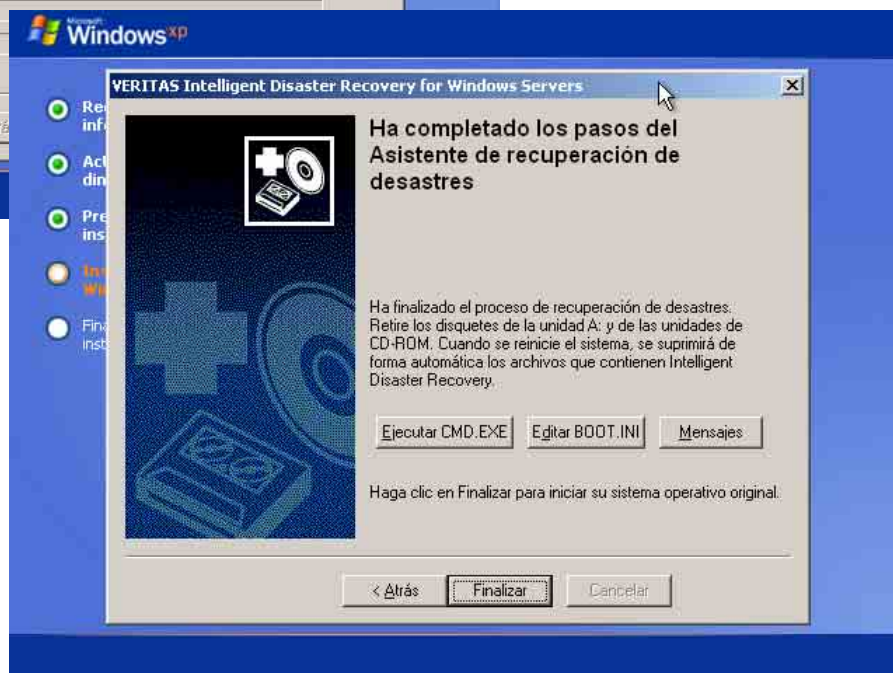 Microsoft
Windows xp
VERITAS Intelligent Disaster Recovery for Windows Servers
Ha completado los pasos del
Asistente de recuperación de
desastres
Ha finalizado el proceso de recuperación de desastres.
Retire los disquetes de la unidad A: y de las unidades de
CD-ROM. Cuando se reinicie el sistema, se suprimirá de
forma automática los archivos que contienen Intelligent
Disaster Recovery.
Ejecutar CMD.EXE Editar BOOT.INI Mensajes
Haga clic en Finalizar para iniciar su sistema operativo original.
< Atrás Finalizar Cancelar